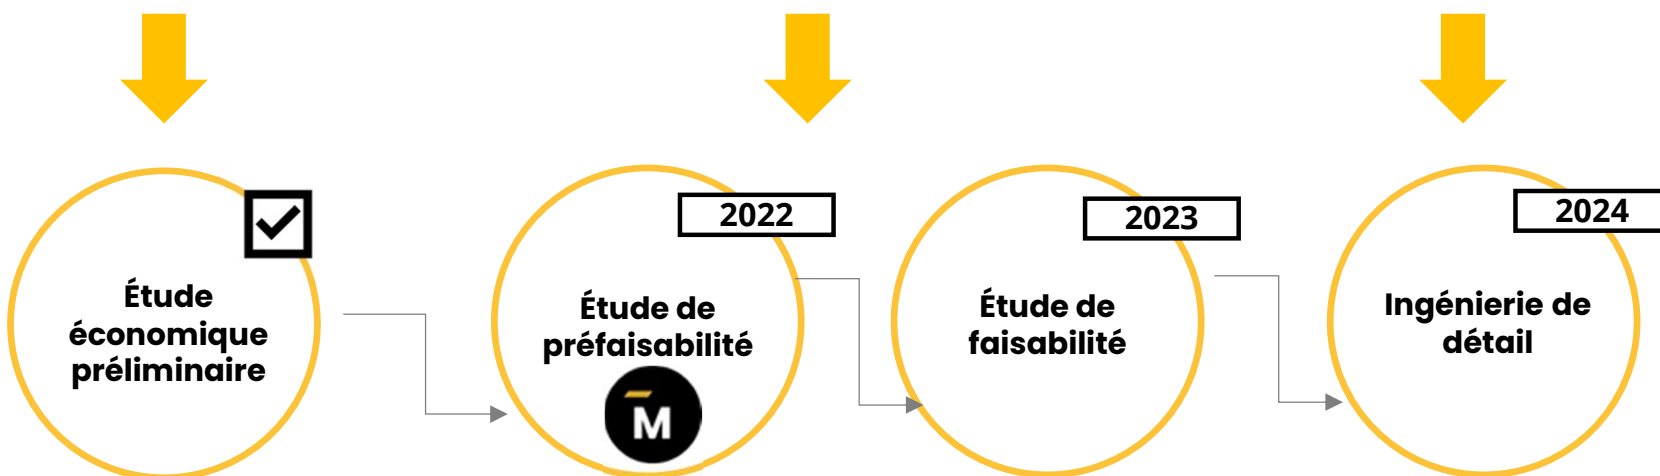 Étude
économique
préliminaire
2022
Étude de
préfaisabilité
M
2023
Étude de
faisabilité
2024
Ingénierie de
détail